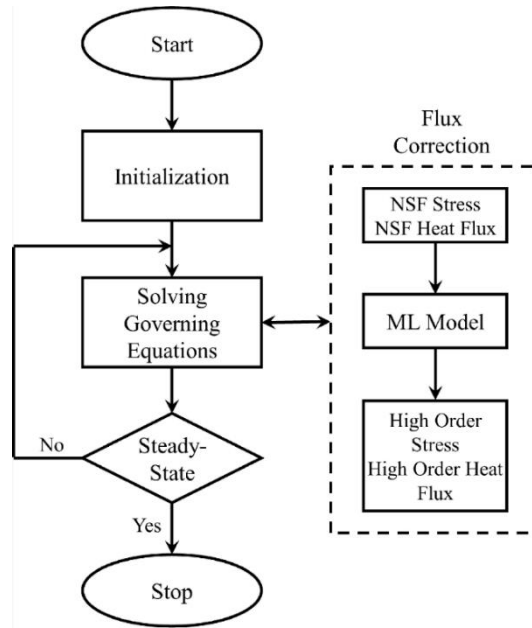 Start
Initialization
Solving
Governing
Equations
No
Steady-
State
Yes
Stop
Flux
Correction
NSF Stress
NSF Heat Flux
ML Model
High Order
Stress
High Order Heat
Flux